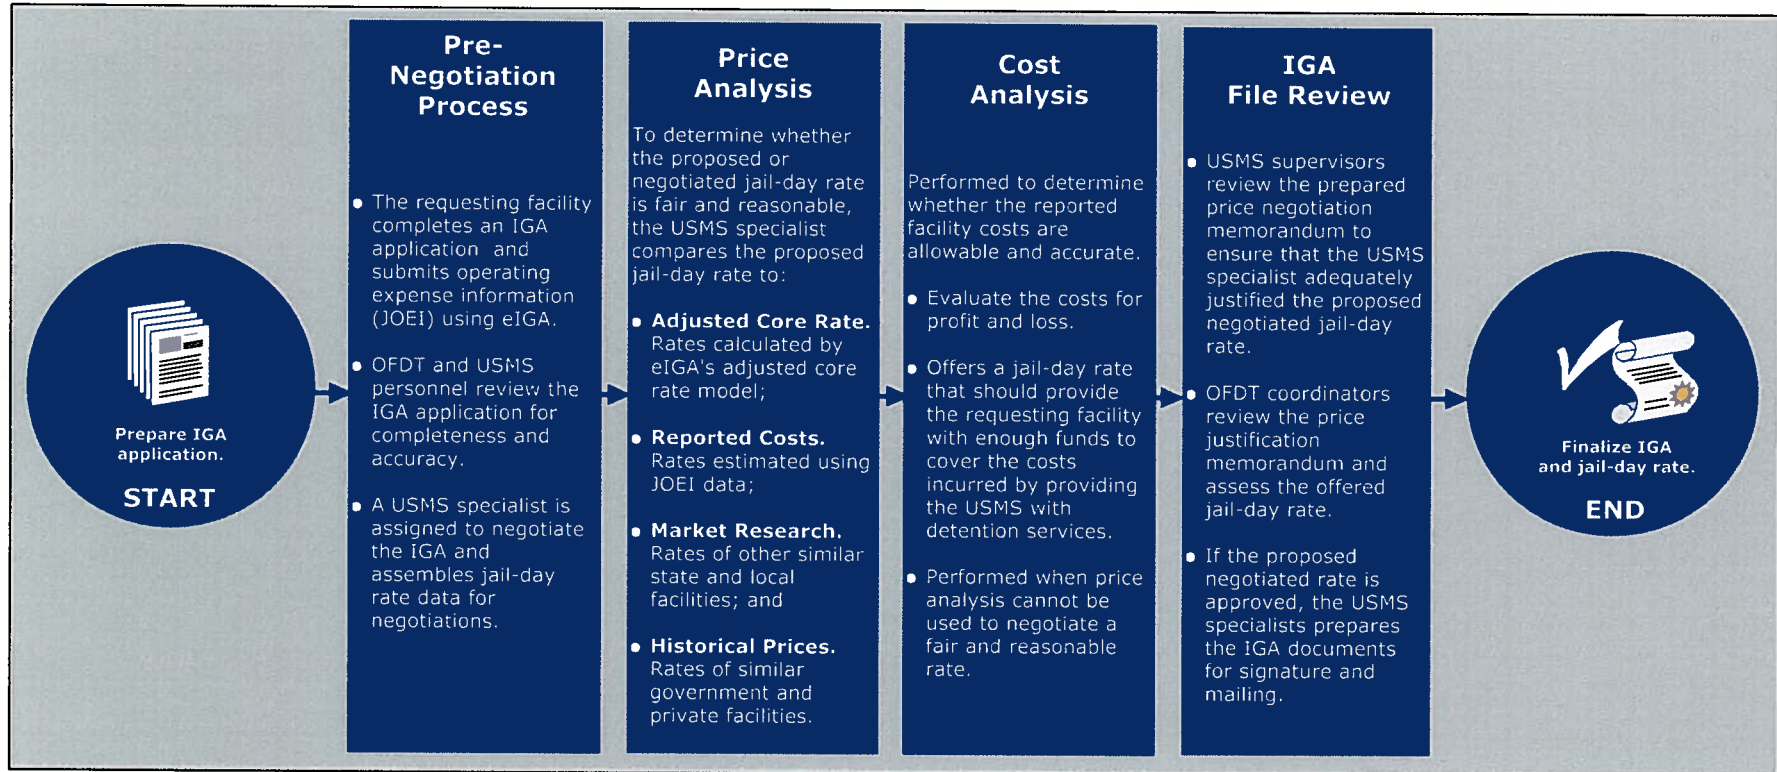 Prepare IGA
application.
START
Pre-
Negotiation
Process
● The requesting facility
completes an IGA
application and
submits operating
expense information
(JOEI) using eIGA.
● OFDT and USMS
personnel review the
IGA application for
completeness and
accuracy.
● A USMS specialist is
assigned to negotiate
the IGA and
assembles jail-day
rate data for
negotiations.
Price
Analysis
To determine whether
the proposed or
negotiated jail-day rate
is fair and reasonable,
the USMS specialist
compares the proposed
jail-day rate to:
● Adjusted Core Rate.
Rates calculated by
eIGA's adjusted core
rate model;
● Reported Costs.
Rates estimated using
JOEI data;
● Market Research.
Rates of other similar
state and local
facilities; and
● Historical Prices.
Rates of similar
government and
private facilities.
Cost
Analysis
Performed to determine
whether the reported
facility costs are
allowable and accurate.
● Evaluate the costs for
profit and loss.
● Offers a jail-day rate
that should provide
the requesting facility
with enough funds to
cover the costs
incurred by providing
the USMS with
detention services.
● Performed when price
analysis cannot be
used to negotiate a
fair and reasonable
rate.
IGA
File Review
● USMS supervisors
review the prepared
price negotiation
memorandum to
ensure that the USMS
specialist adequately
justified the proposed
negotiated jail-day
rate.
● OFDT coordinators
review the price
justification
memorandum and
assess the offered
jail-day rate.
● If the proposed
negotiated rate is
approved, the USMS
specialists prepares
the IGA documents
for signature and
mailing.
Finalize IGA
and jail-day rate.
END